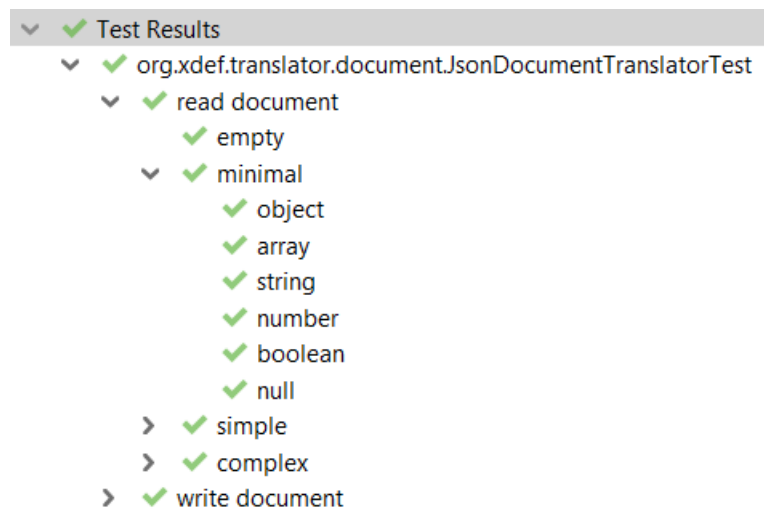 Test Results
org.xdef.translator.document.JsonDocumentTranslatorTest
read document
empty
minimal
object
array
string
number
boolean
null
simple
complex
write document